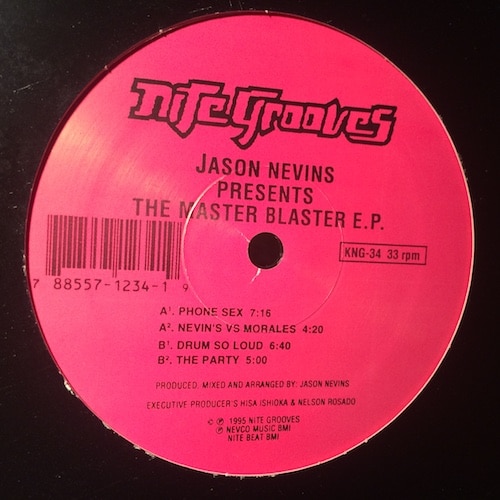 Nite Grooves
JASON NEVINS
PRESENTS
THE MASTER BLASTER E.P.
KNG-34 33 rpm
7 88557-1234-1 9
A¹. PHONE SEX 7:16
A². NEVIN'S VS MORALES 4:20
B¹. DRUM SO LOUD 6:40
B². THE PARTY 5:00
PRODUCED, MIXED AND ARRANGED BY: JASON NEVINS
EXECUTIVE PRODUCER'S HISA ISHIOKA & NELSON ROSADO
© ℗ 1995 NITE GROOVES
℗ NEVCO MUSIC BMI
NITE BEAT BMI